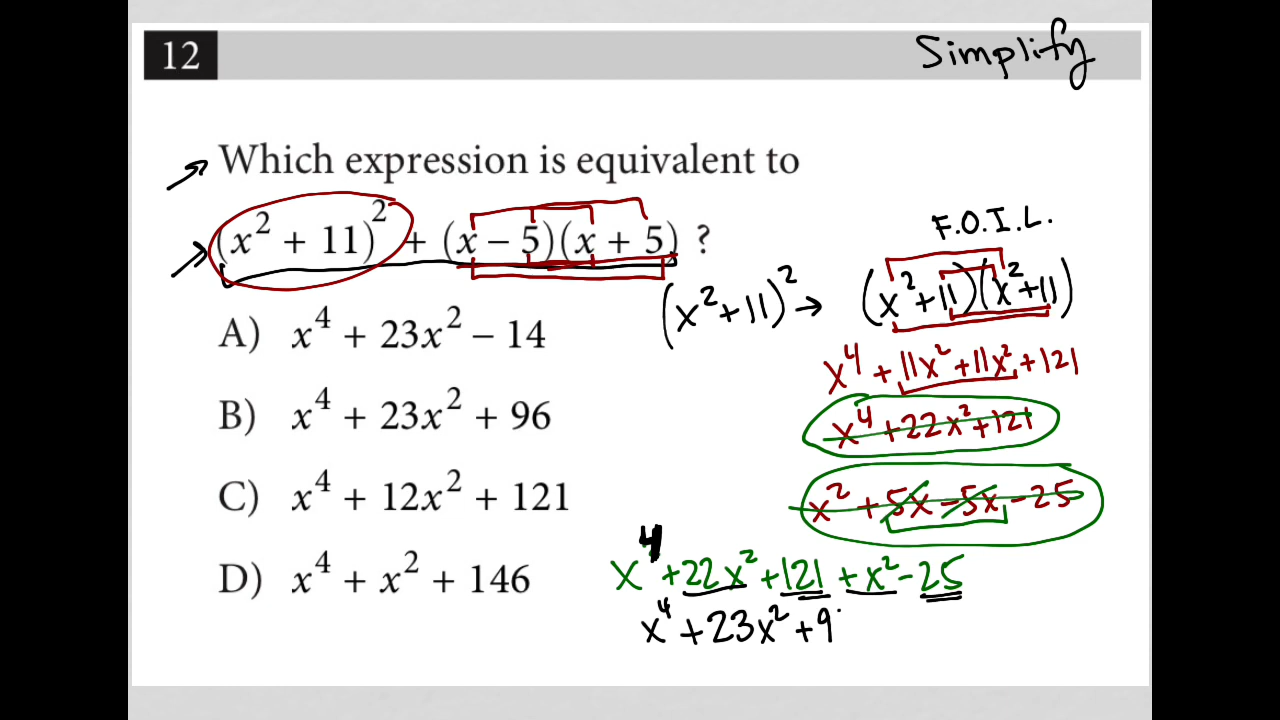 12
Simplify
Which expression is equivalent to
(x² + 11)² + (x − 5)(x + 5) ?
F.O.I.L.
(x²+11)² → (x²+11)(x²+11)
A) x⁴ + 23x² − 14
x⁴ + 11x² + 11x² + 121
B) x⁴ + 23x² + 96
x⁴ + 22x² + 121
C) x⁴ + 12x² + 121
x² + 5x − 5x − 25
D) x⁴ + x² + 146
x⁴ + 22x² + 121 + x² − 25
x⁴ + 23x² + 9